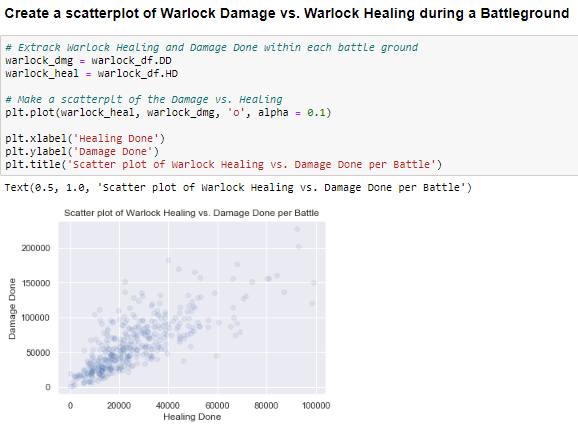 Create a scatterplot of Warlock Damage vs. Warlock Healing during a Battleground
# Extrack Warlock Healing and Damage Done within each battle ground
warlock_dmg = warlock_df.DD
warlock_heal = warlock_df.HD
# Make a scatterplt of the Damage vs. Healing
plt.plot(warlock_heal, warlock_dmg, 'o', alpha = 0.1)
plt.xlabel('Healing Done')
plt.ylabel('Damage Done')
plt.title('Scatter plot of Warlock Healing vs. Damage Done per Battle')
Text(0.5, 1.0, 'Scatter plot of Warlock Healing vs. Damage Done per Battle')
Scatter plot of Warlock Healing vs. Damage Done per Battle
Damage Done
200000
150000
100000
50000
0
0 20000 40000 60000 80000 100000
Healing Done